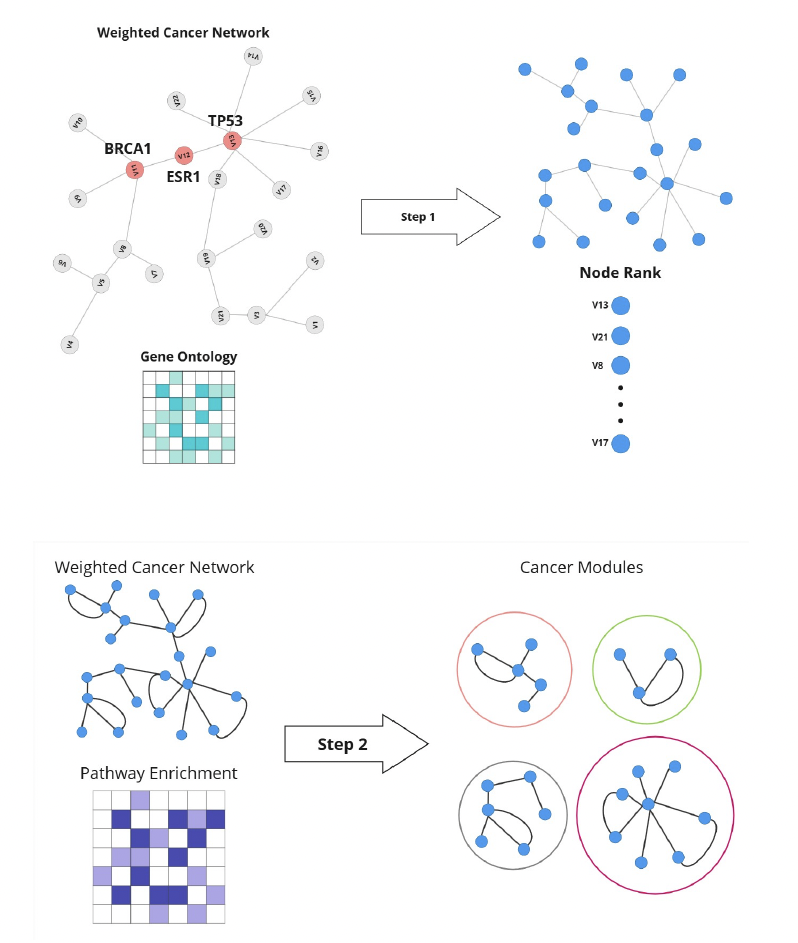 Weighted Cancer Network
V14
V22
V15
TP53
V10
V13
BRCA1
V12
V16
V11
ESR1
V18
V17
V9
Step 1
V20
V8
V19
V2
V6
V7
V5
Node Rank
V13
V21
V3
V1
V21
V4
Gene Ontology
V8
V17
Weighted Cancer Network
Cancer Modules
Step 2
Pathway Enrichment